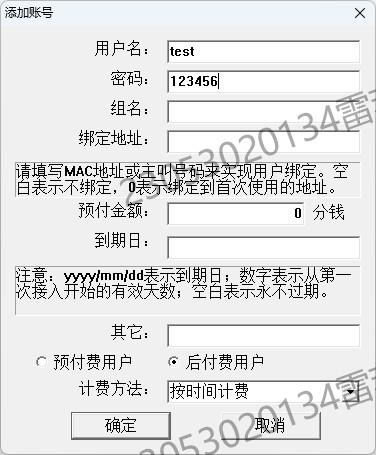 添加账号
用户名： test
密码： 123456
组名：
绑定地址：
请填写MAC地址或主叫号码来实现用户绑定。空
白表示不绑定，0表示绑定到首次使用的地址。
预付金额： 0 分钱
到期日：
注意：yyyy/mm/dd表示到期日；数字表示从第一
次接入开始的有效天数；空白表示永不过期。
其它：
预付费用户 后付费用户
计费方法： 按时间计费
确定 取消
23053020134雷
23053020134雷